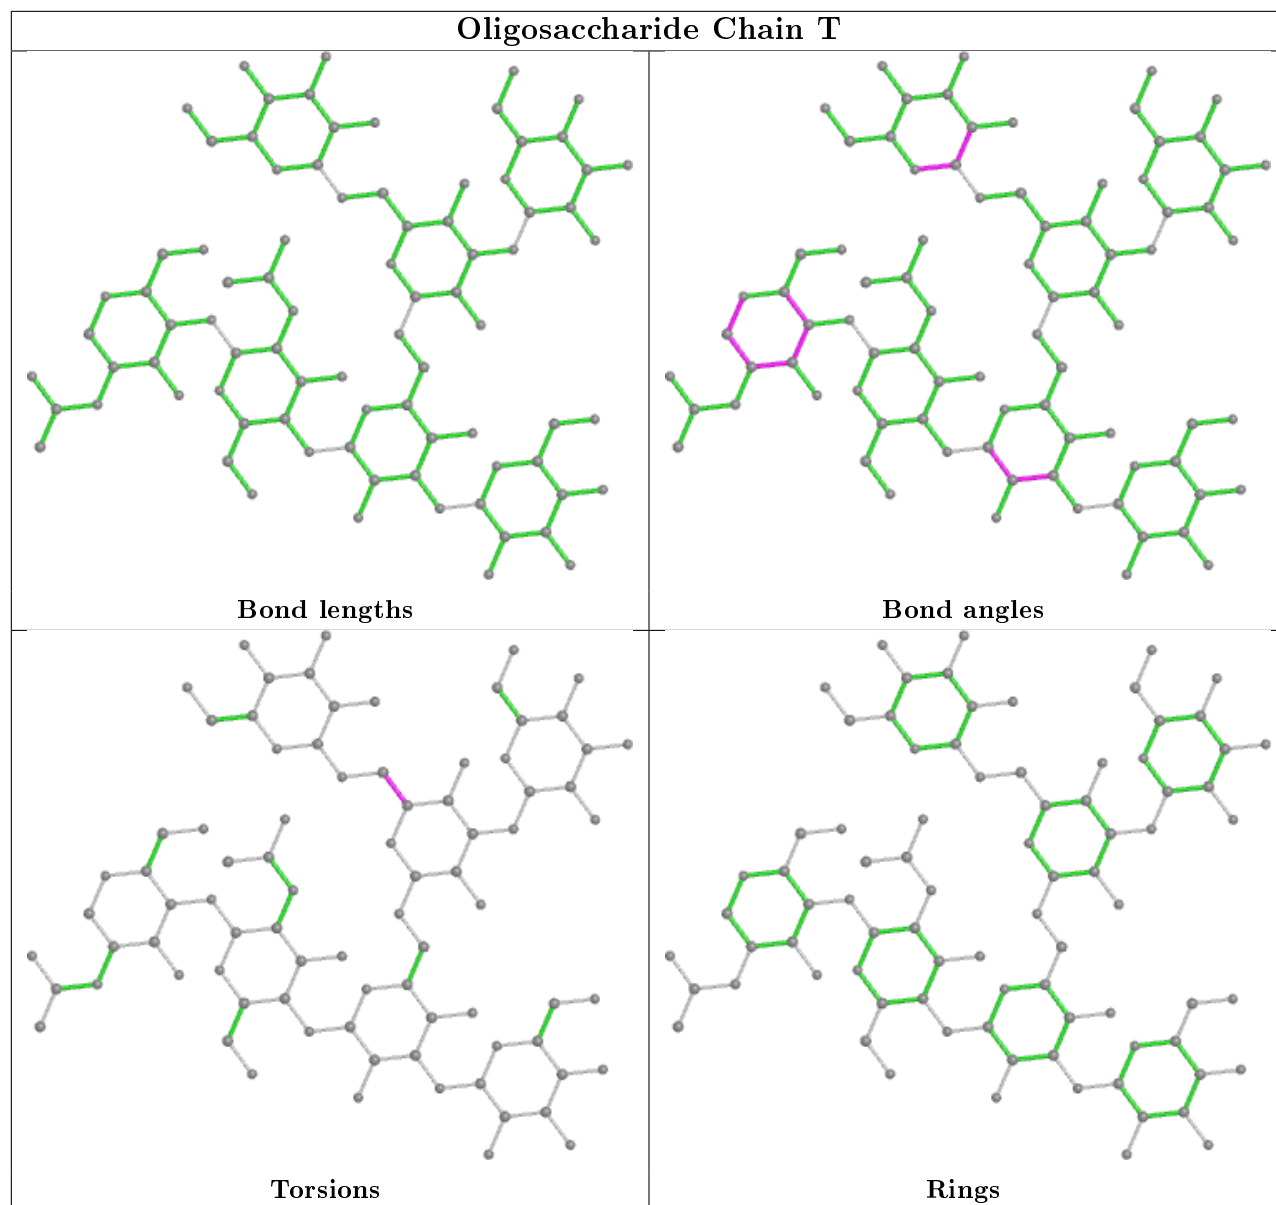 Oligosaccharide Chain T
Bond lengths
Bond angles
Torsions
Rings